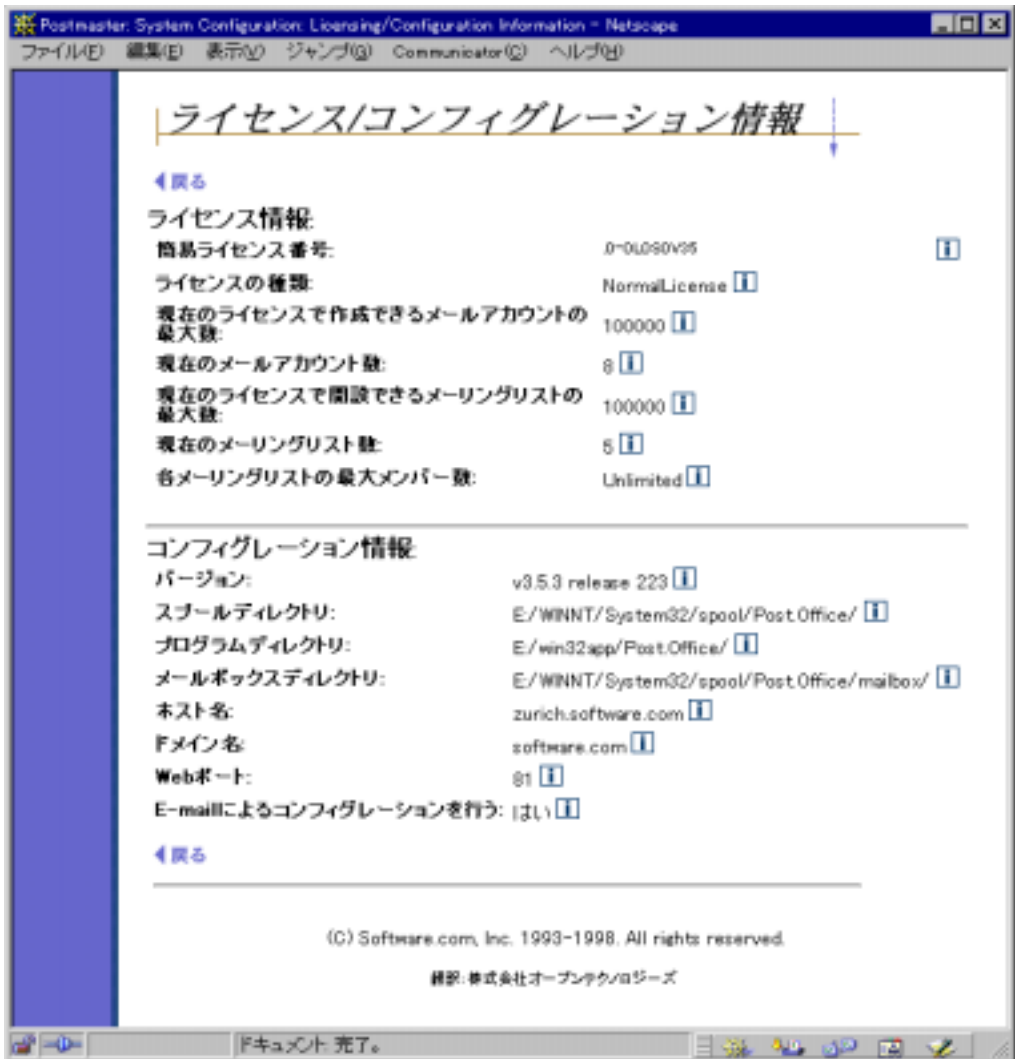 Postmaster: System Configuration: Licensing/Configuration Information - Netscape
ファイル(F) 編集(E) 表示(V) ジャンプ(G) Communicator(C) ヘルプ(H)
ライセンス/コンフィグレーション情報
戻る
ライセンス情報:
簡易ライセンス番号:
ライセンスの種類: NormalLicense
現在のライセンスで作成できるメールアカウントの
最大数: 100000
現在のメールアカウント数: 8
現在のライセンスで開設できるメーリングリストの
最大数: 100000
現在のメーリングリスト数: 5
各メーリングリストの最大メンバー数: Unlimited
コンフィグレーション情報:
バージョン: v3.5.3 release 223
スプールディレクトリ: E:/WINNT/System32/spool/Post.Office/
プログラムディレクトリ: E:/win32app/Post.Office/
メールボックスディレクトリ: E:/WINNT/System32/spool/Post.Office/mailbox/
ホスト名: zurich.software.com
ドメイン名: software.com
Webポート: 81
E-mailによるコンフィグレーションを行う: はい
戻る
(C) Software.com, Inc. 1993-1998. All rights reserved.
翻訳:株式会社オープンテクノロジーズ
ドキュメント: 完了。